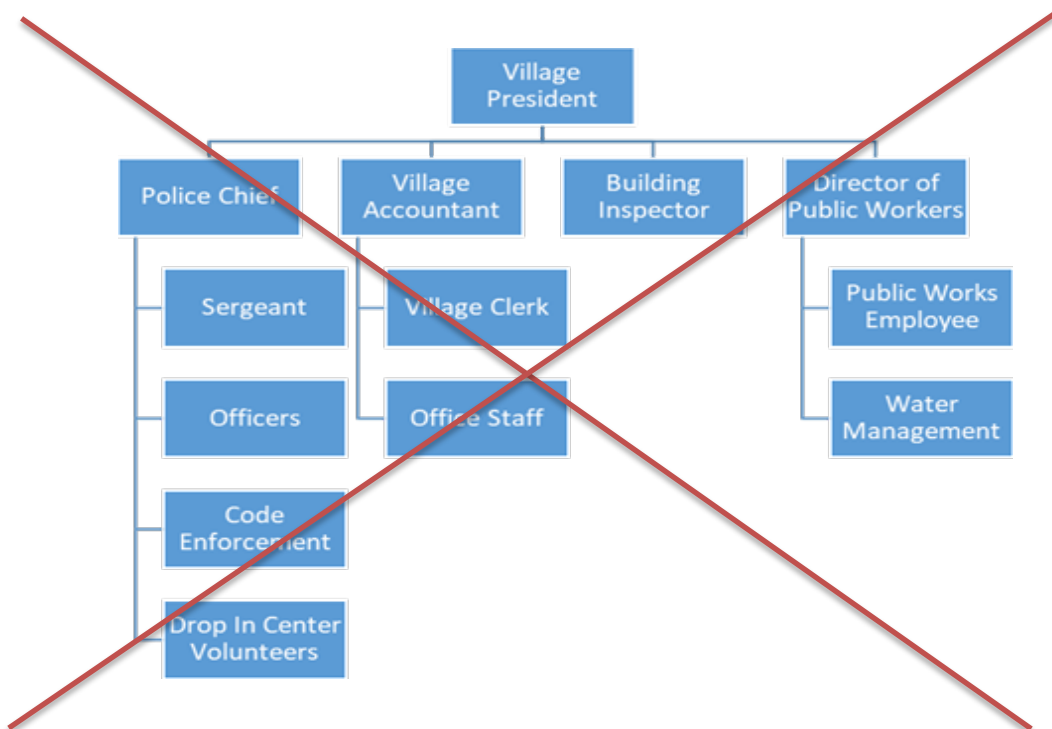 Village
President
Police Chief
Village
Accountant
Building
Inspector
Director of
Public Workers
Sergeant
Village Clerk
Public Works
Employee
Officers
Office Staff
Water
Management
Code
Enforcement
Drop In Center
Volunteers